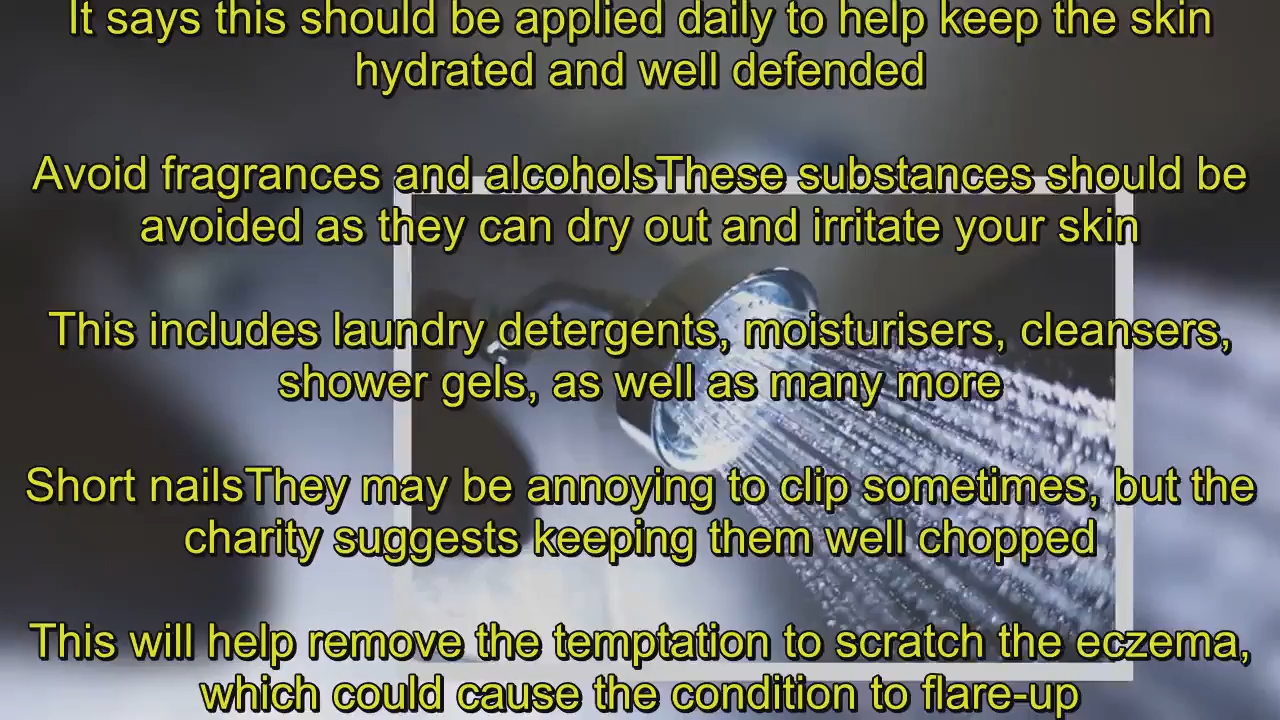 It says this should be applied daily to help keep the skin
hydrated and well defended
Avoid fragrances and alcoholsThese substances should be
avoided as they can dry out and irritate your skin
This includes laundry detergents, moisturisers, cleansers,
shower gels, as well as many more
Short nailsThey may be annoying to clip sometimes, but the
charity suggests keeping them well chopped
This will help remove the temptation to scratch the eczema,
which could cause the condition to flare-up